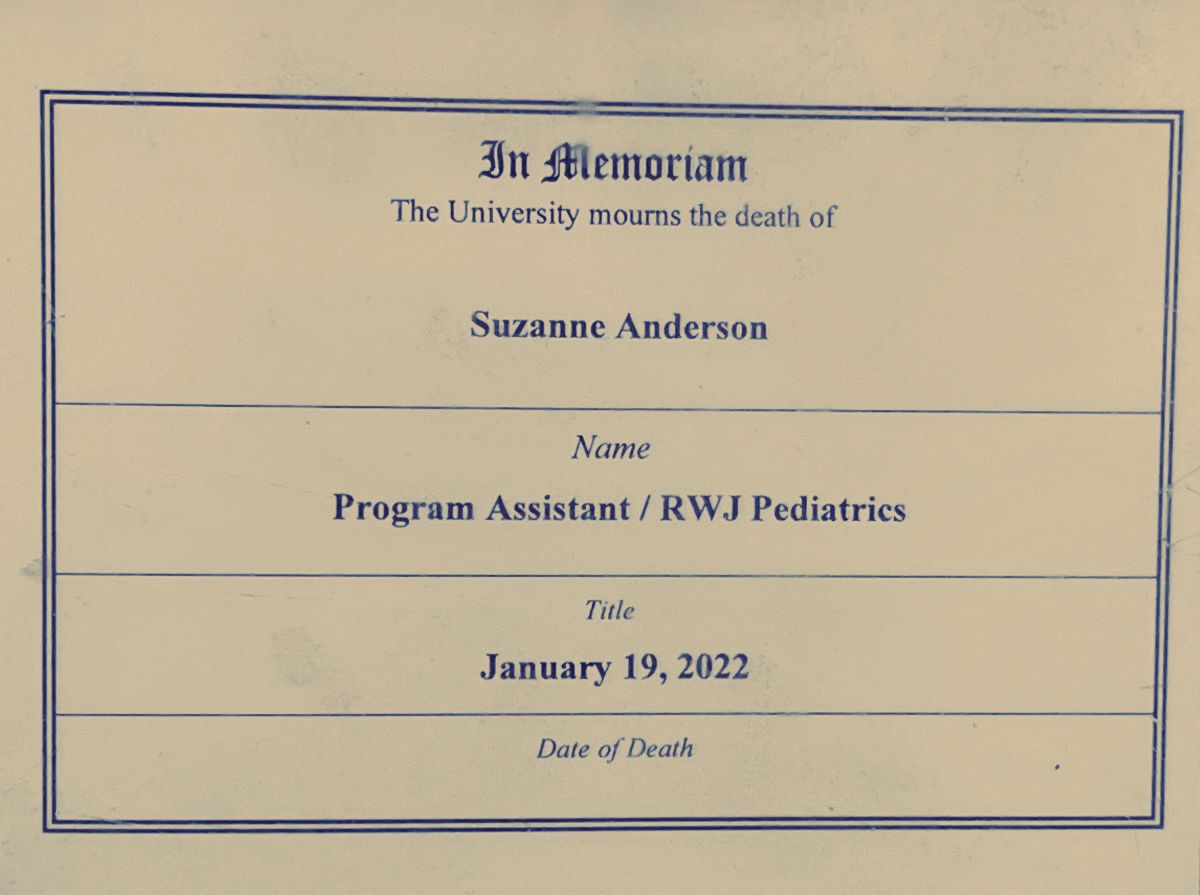 In Memoriam
The University mourns the death of
Suzanne Anderson
Name
Program Assistant / RWJ Pediatrics
Title
January 19, 2022
Date of Death